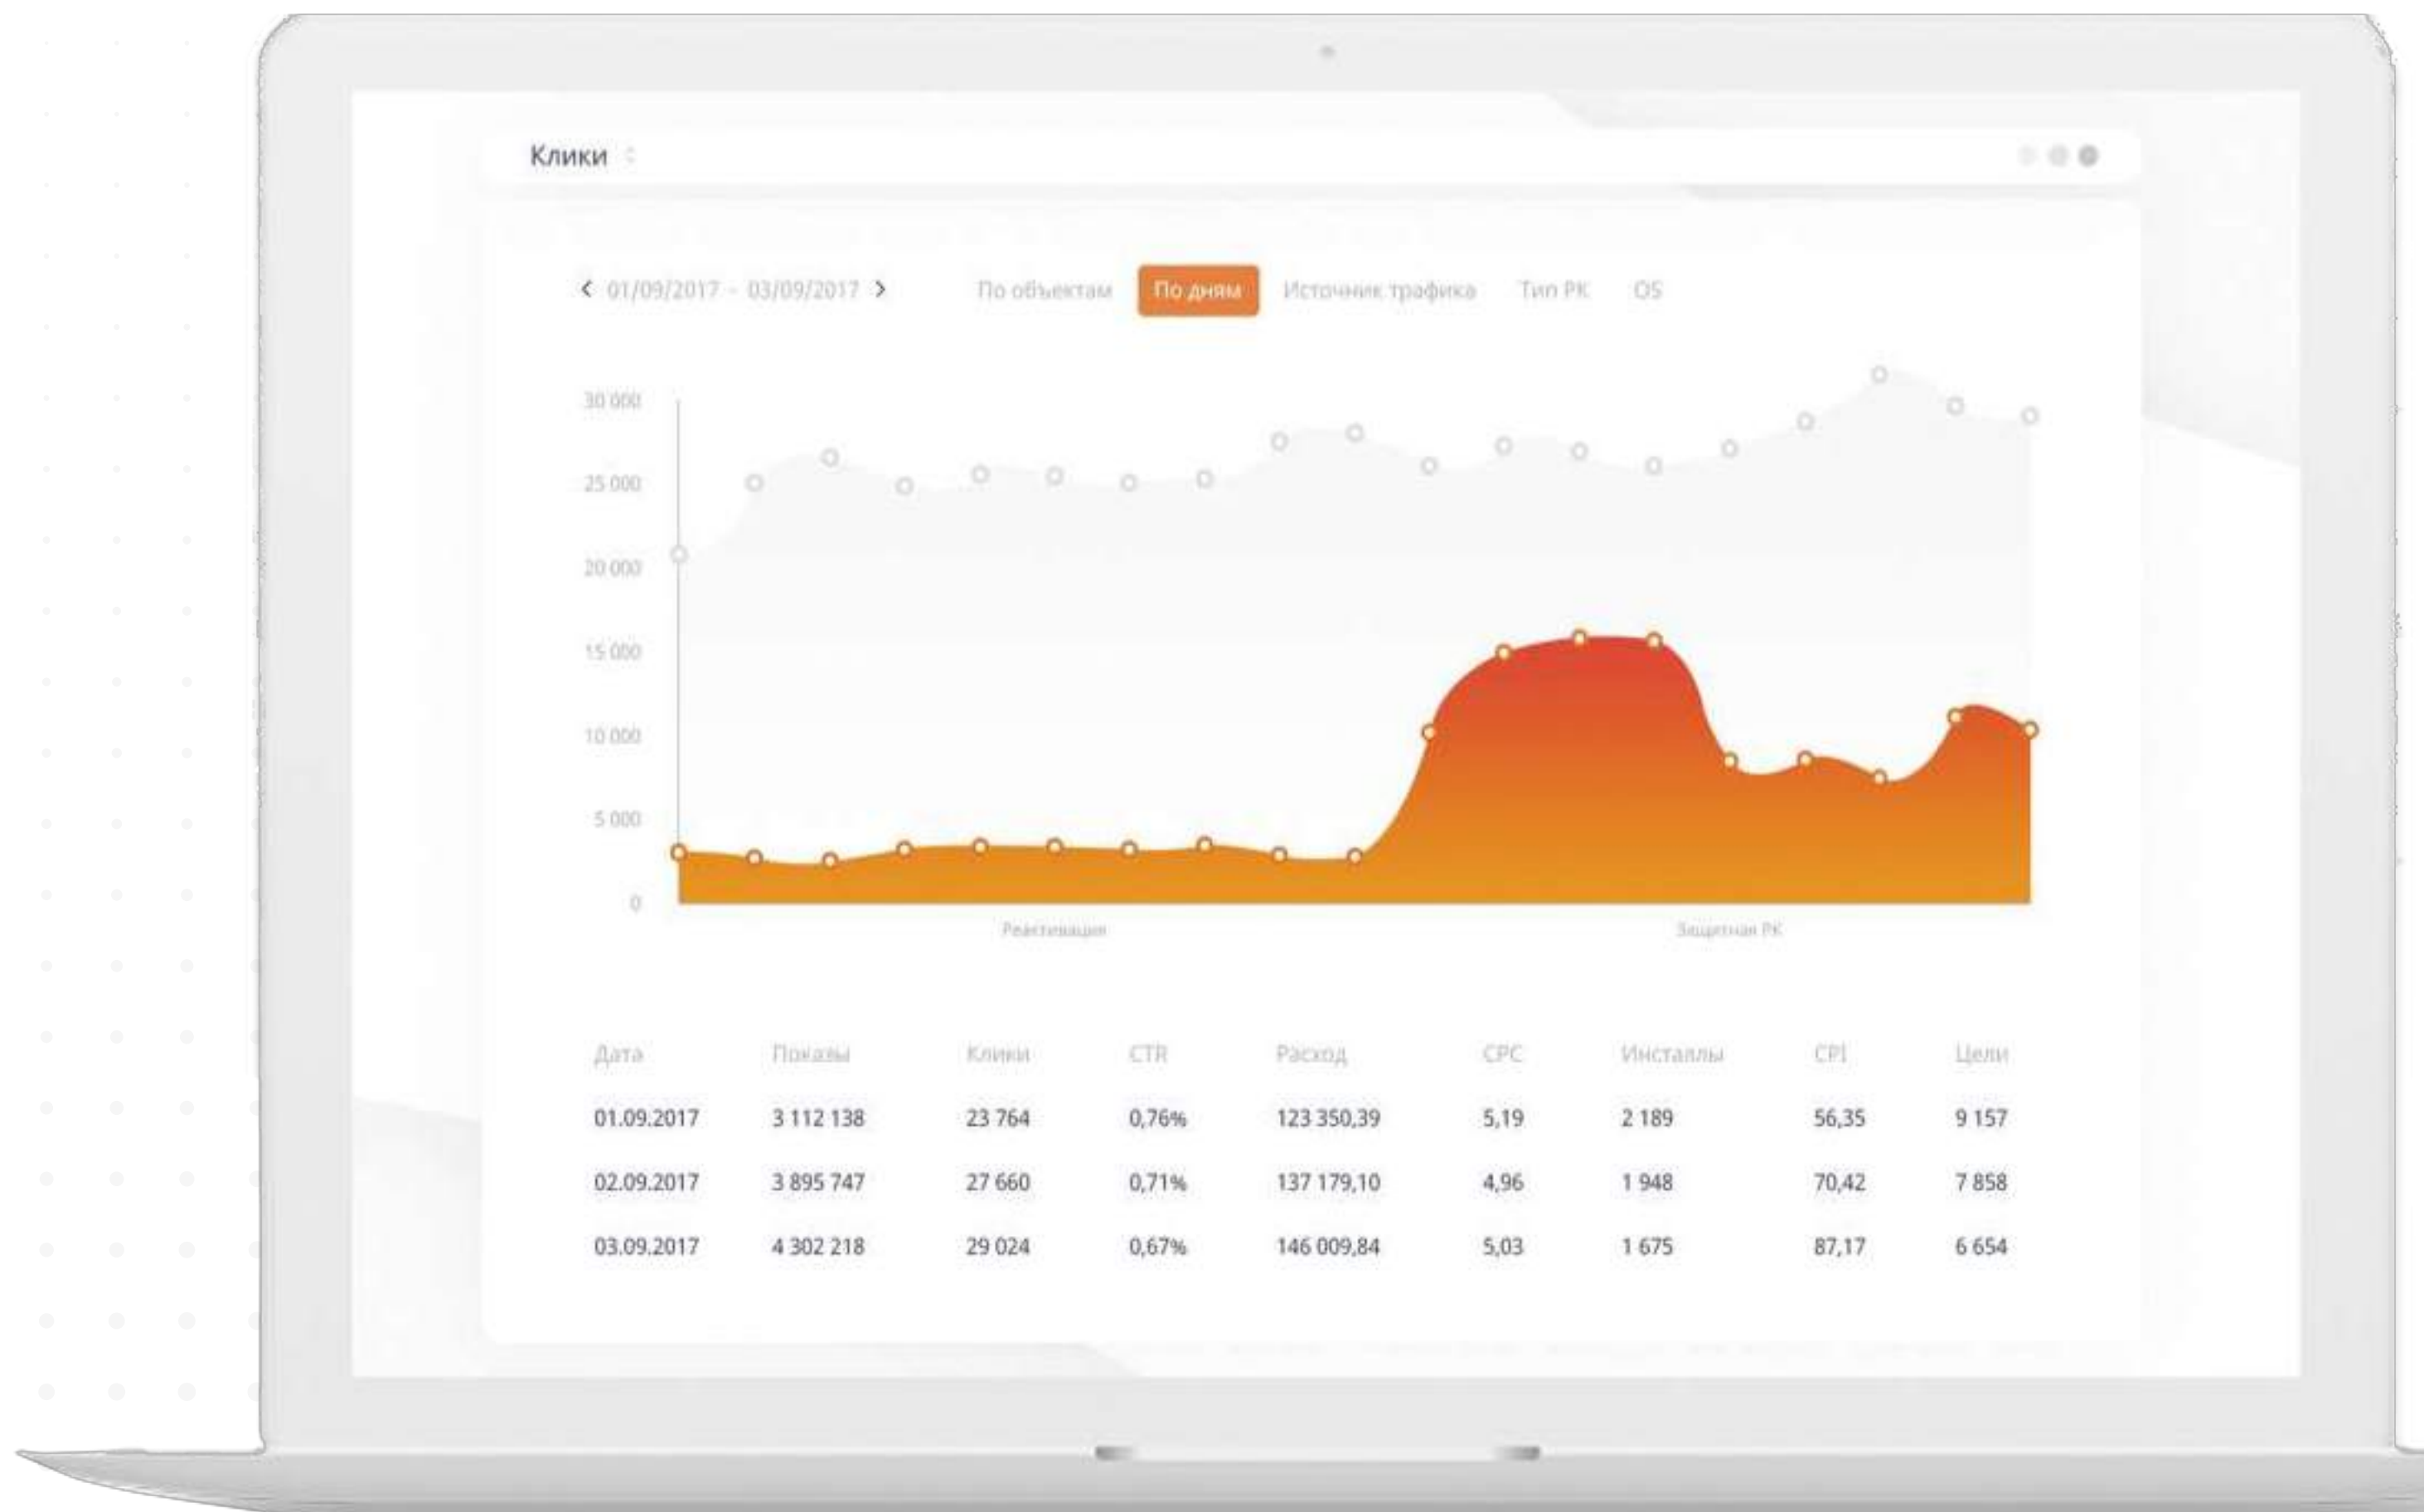 Клики
01/09/2017 - 03/09/2017 По объектам По дням Источник трафика Тип РК OS
30 000
25 000
20 000
15 000
10 000
5 000
0
Реактивация Защитная РК
Дата Показы Клики CTR Расход CPC Инсталлы CPI Цели
01.09.2017 3 112 138 23 764 0,76% 123 350,39 5,19 2 189 56,35 9 157
02.09.2017 3 895 747 27 660 0,71% 137 179,10 4,96 1 948 70,42 7 858
03.09.2017 4 302 218 29 024 0,67% 146 009,84 5,03 1 675 87,17 6 654